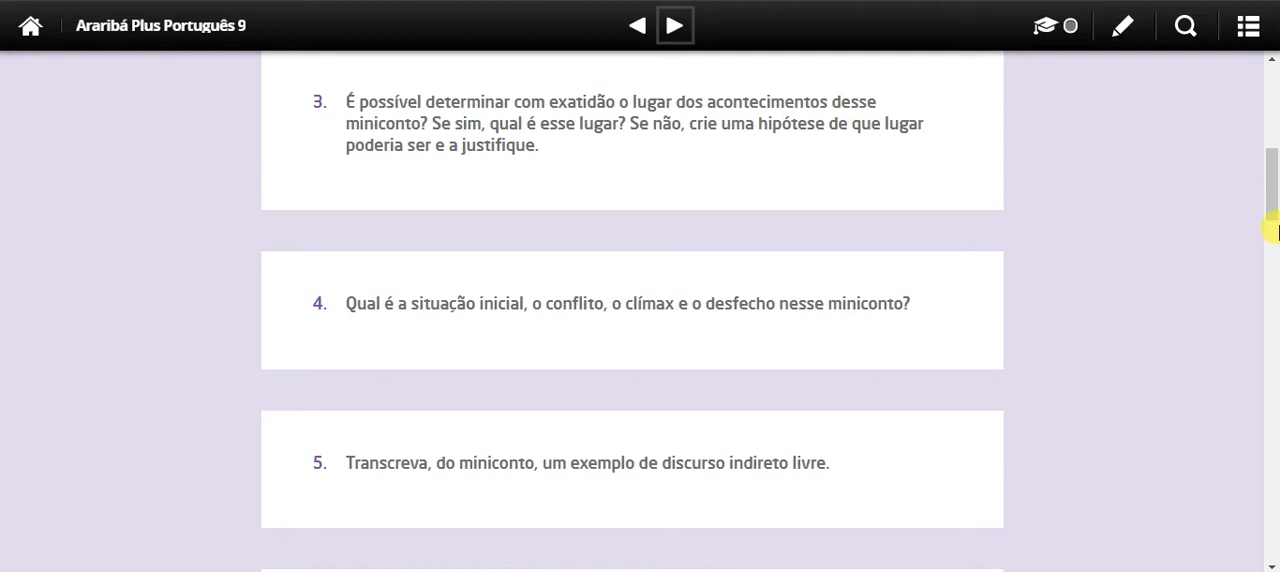 Araribá Plus Português 9
3. É possível determinar com exatidão o lugar dos acontecimentos desse
miniconto? Se sim, qual é esse lugar? Se não, crie uma hipótese de que lugar
poderia ser e a justifique.
4. Qual é a situação inicial, o conflito, o clímax e o desfecho nesse miniconto?
5. Transcreva, do miniconto, um exemplo de discurso indireto livre.